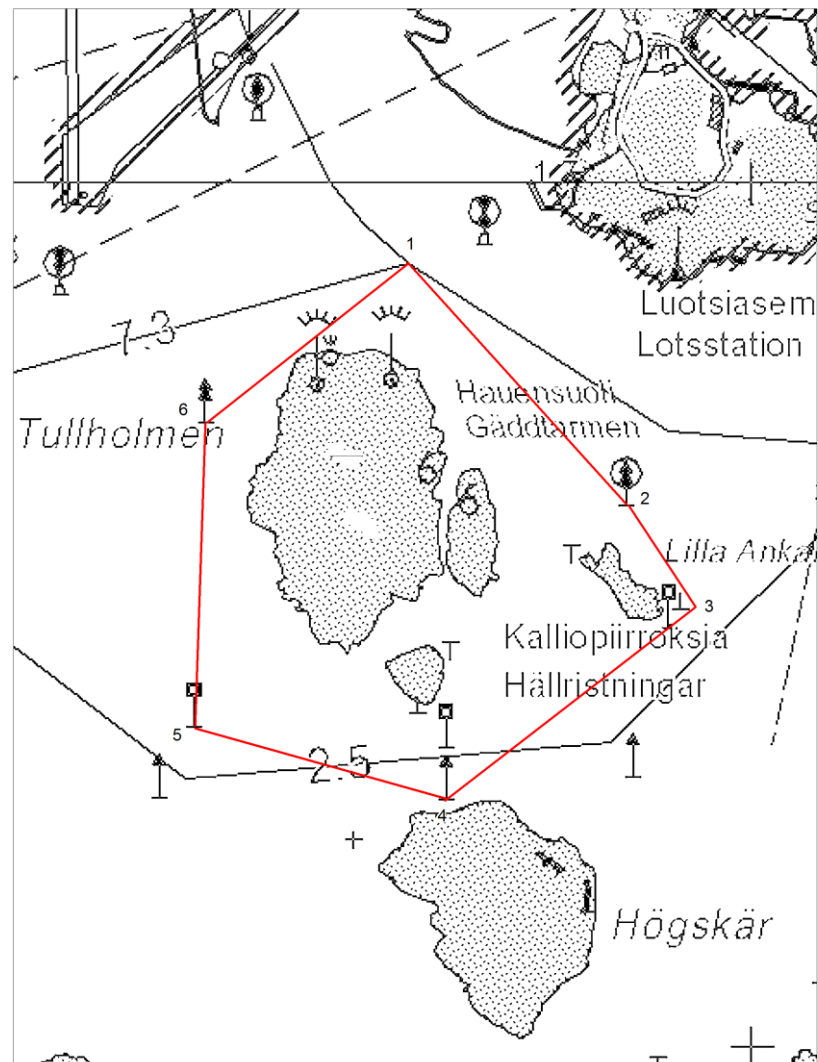 1
Luotsiasem
Lotsstation
7.3
Hauensuoli
Gäddtarmen
6
Tullholmen
2
T
Lilla Ankar
3
Kalliopiirroksia
T
Hällristningar
5
2.5
4
Högskär
T